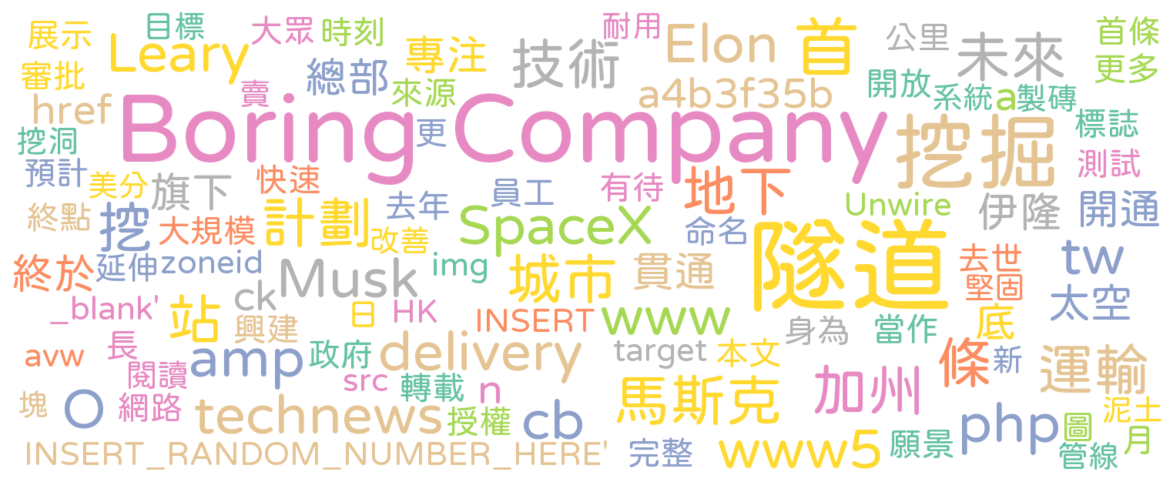 展示 目標 大眾 時刻 耐用 Elon 首 公里 未來 首條
審批 Leary 總部 專注 技術 開放 更多
href 賣 來源 a4b3f35b 系統 a 製磚 標誌
挖洞 Boring Company 更 挖掘 測試
預計 美分 旗下 快速 員工 有待 地下 Unwire 伊隆 開通
終點 挖 大規模 計劃 改善 去年 SpaceX 命名 隧道
終於 延伸 zoneid Musk img 城市 貫通 去世 堅固 tw
_blank' 站 ck 興建 日 HK INSERT www 身為 當作 底 太空
avw 長 amp 政府 delivery target 本文 條 新 運輸
閱讀 src 轉載 n 馬斯克 加州
塊 O 網路 technews 授權 cb php 圖 泥土
INSERT_RANDOM_NUMBER_HERE' 完整 www5 願景 管線 月